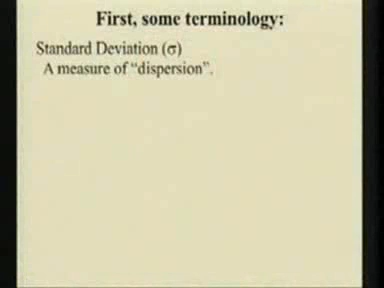 First, some terminology:
Standard Deviation (σ)
A measure of "dispersion".